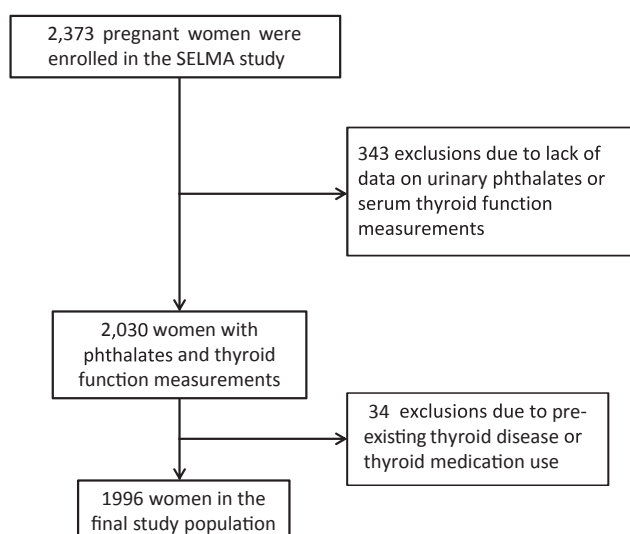 2,373 pregnant women were
enrolled in the SELMA study
343 exclusions due to lack of
data on urinary phthalates or
serum thyroid function
measurements
2,030 women with
phthalates and thyroid
function measurements
34 exclusions due to pre-
existing thyroid disease or
thyroid medication use
1996 women in the
final study population